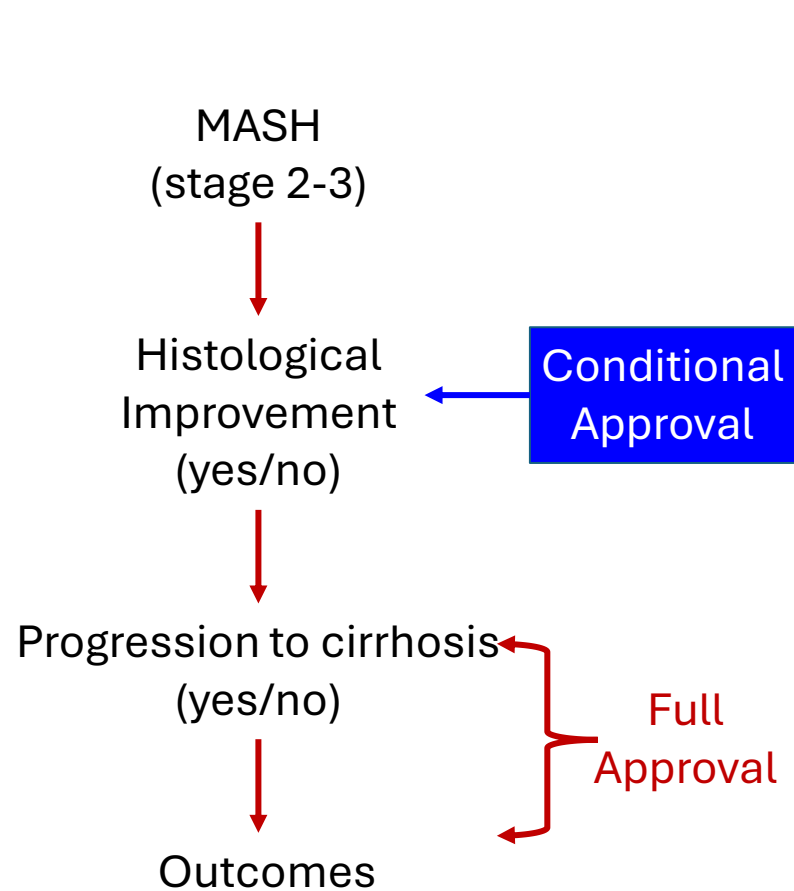 MASH
(stage 2-3)
Histological
Improvement
(yes/no)
Conditional
Approval
Progression to cirrhosis
(yes/no)
Full
Approval
Outcomes